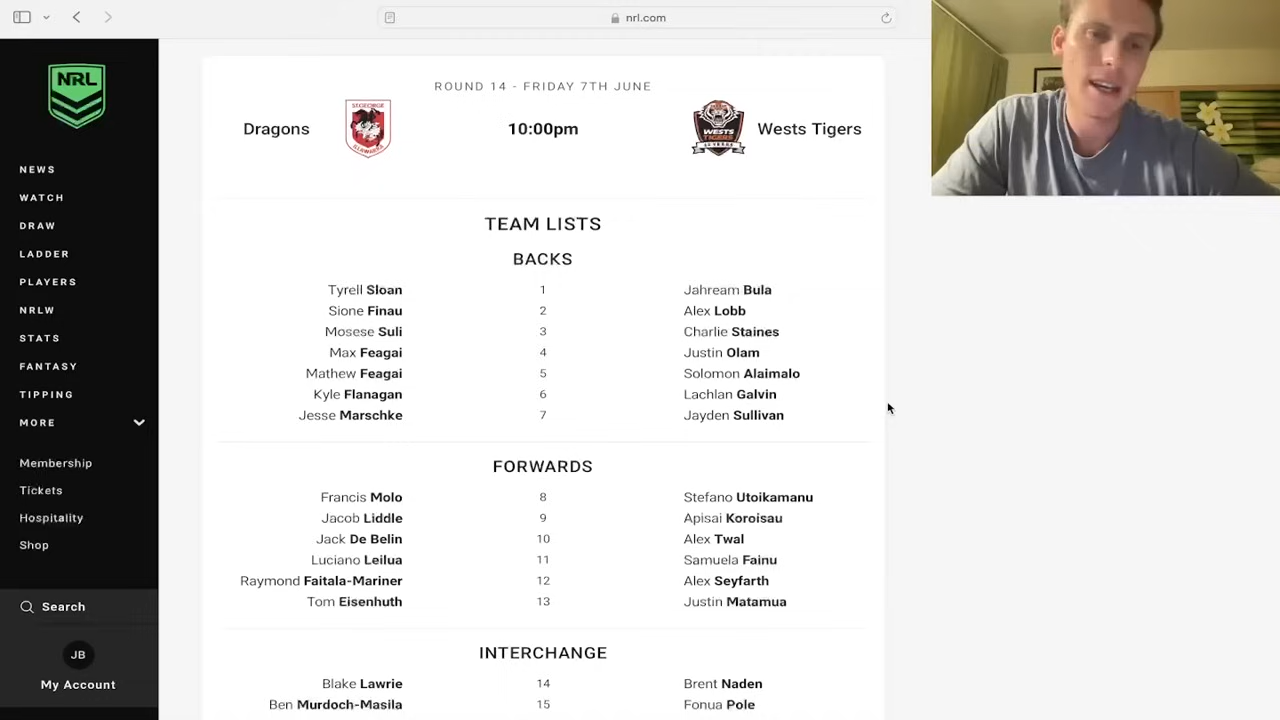 nrl.com
NRL
NEWS
WATCH
DRAW
LADDER
PLAYERS
NRLW
STATS
FANTASY
TIPPING
MORE
Membership
Tickets
Hospitality
Shop
Search
JB
My Account
ROUND 14 - FRIDAY 7TH JUNE
Dragons ST GEORGE ILLAWARRA 10:00pm WESTS TIGERS Wests Tigers
TEAM LISTS
BACKS
Tyrell Sloan 1 Jahream Bula
Sione Finau 2 Alex Lobb
Mosese Suli 3 Charlie Staines
Max Feagai 4 Justin Olam
Mathew Feagai 5 Solomon Alaimalo
Kyle Flanagan 6 Lachlan Galvin
Jesse Marschke 7 Jayden Sullivan
FORWARDS
Francis Molo 8 Stefano Utoikamanu
Jacob Liddle 9 Apisai Koroisau
Jack De Belin 10 Alex Twal
Luciano Leilua 11 Samuela Fainu
Raymond Faitala-Mariner 12 Alex Seyfarth
Tom Eisenhuth 13 Justin Matamua
INTERCHANGE
Blake Lawrie 14 Brent Naden
Ben Murdoch-Masila 15 Fonua Pole